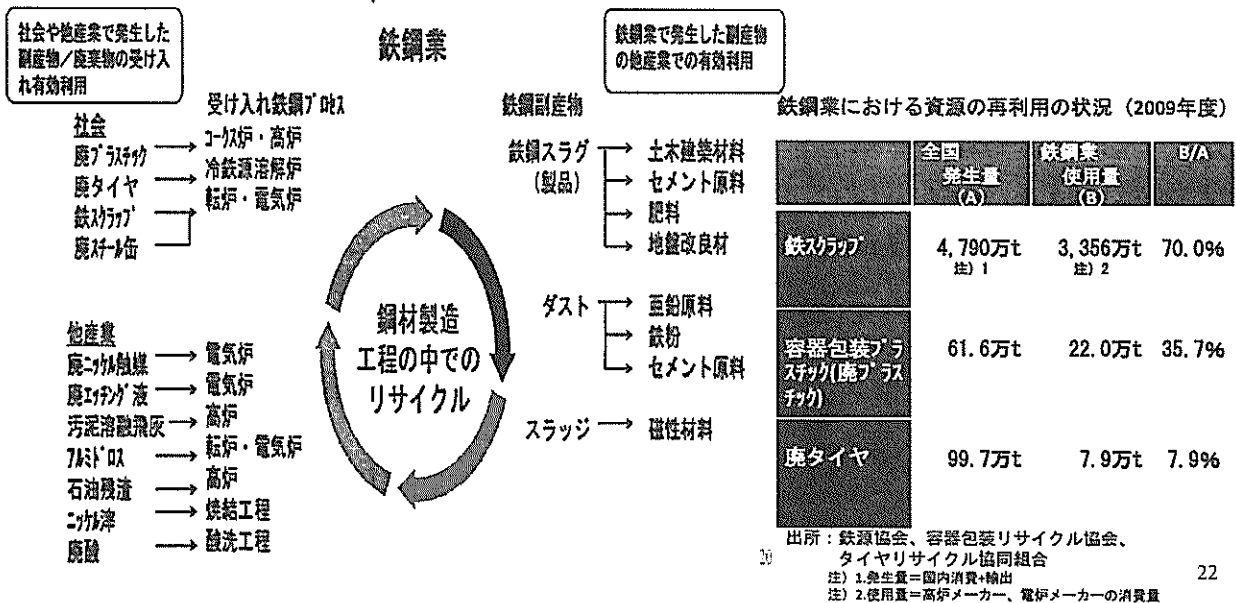 社会や他産業で発生した
副産物/廃棄物の受け入
れ有効利用
鉄鋼業
鉄鋼業で発生した副産物
の他産業での有効利用
受け入れ鉄鋼プロセス
社会
廃プラスチック → コークス炉・高炉
廃タイヤ → 冷鉄源溶解炉
鉄スクラップ → 転炉・電気炉
廃スチール缶
他産業
廃ニッケル触媒 → 電気炉
廃エッチング液 → 電気炉
汚泥溶融飛灰 → 高炉
アルミドロス → 転炉・電気炉
石油残渣 → 高炉
ニッケル滓 → 焼結工程
廃酸 → 酸洗工程
鋼材製造
工程の中での
リサイクル
鉄鋼副産物
鉄鋼スラグ → 土木建築材料
(製品) → セメント原料
→ 肥料
→ 地盤改良材
ダスト → 亜鉛原料
→ 鉄粉
→ セメント原料
スラッジ → 磁性材料
鉄鋼業における資源の再利用の状況(2009年度)
全国 鉄鋼業 B/A
発生量 使用量
(A) (B)
鉄スクラップ 4,790万t 3,356万t 70.0%
注)1 注)2
容器包装プラ 61.6万t 22.0万t 35.7%
スチック(廃プラス
チック)
廃タイヤ 99.7万t 7.9万t 7.9%
出所:鉄源協会、容器包装リサイクル協会、
タイヤリサイクル協同組合
注)1.発生量=国内消費+輸出
注)2.使用量=高炉メーカー、電炉メーカーの消費量
20
22